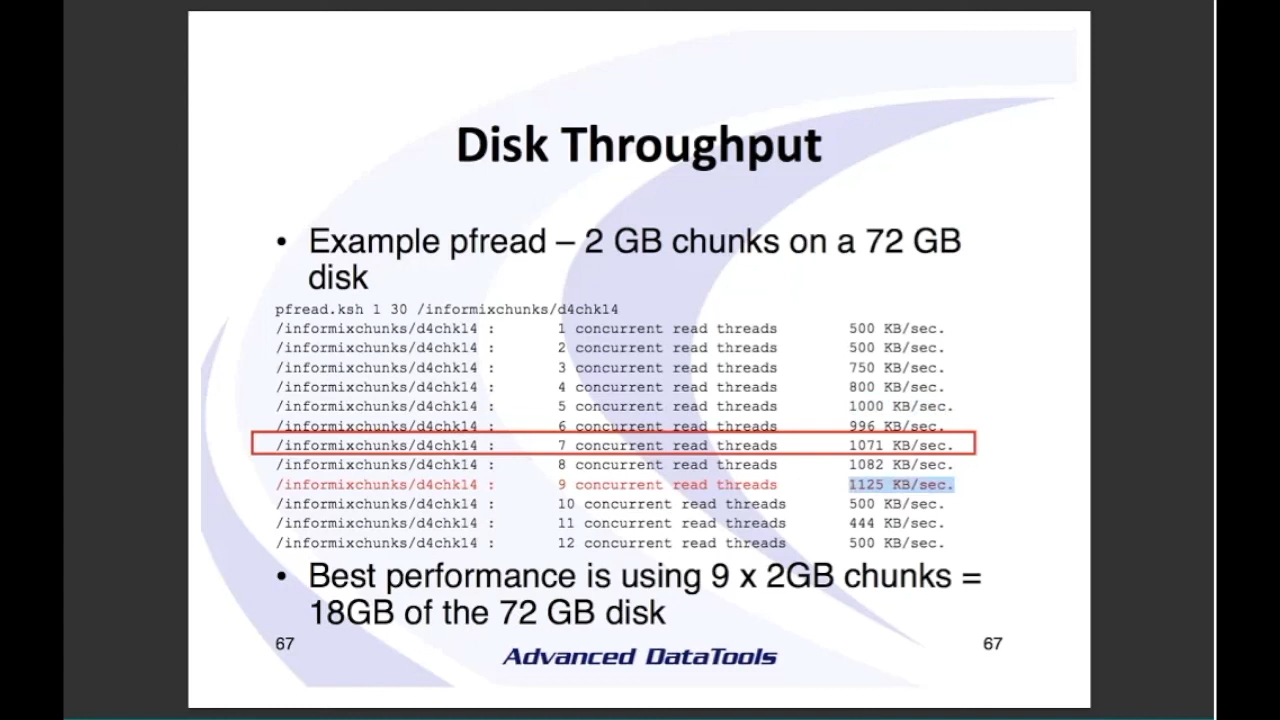 Disk Throughput
• Example pfread – 2 GB chunks on a 72 GB
disk
pfread.ksh 1 30 /informixchunks/d4chk14
/informixchunks/d4chk14 : 1 concurrent read threads 500 KB/sec.
/informixchunks/d4chk14 : 2 concurrent read threads 500 KB/sec.
/informixchunks/d4chk14 : 3 concurrent read threads 750 KB/sec.
/informixchunks/d4chk14 : 4 concurrent read threads 800 KB/sec.
/informixchunks/d4chk14 : 5 concurrent read threads 1000 KB/sec.
/informixchunks/d4chk14 : 6 concurrent read threads 996 KB/sec.
/informixchunks/d4chk14 : 7 concurrent read threads 1071 KB/sec.
/informixchunks/d4chk14 : 8 concurrent read threads 1082 KB/sec.
/informixchunks/d4chk14 : 9 concurrent read threads 1125 KB/sec.
/informixchunks/d4chk14 : 10 concurrent read threads 500 KB/sec.
/informixchunks/d4chk14 : 11 concurrent read threads 444 KB/sec.
/informixchunks/d4chk14 : 12 concurrent read threads 500 KB/sec.
• Best performance is using 9 x 2GB chunks =
18GB of the 72 GB disk
67
Advanced DataTools
67